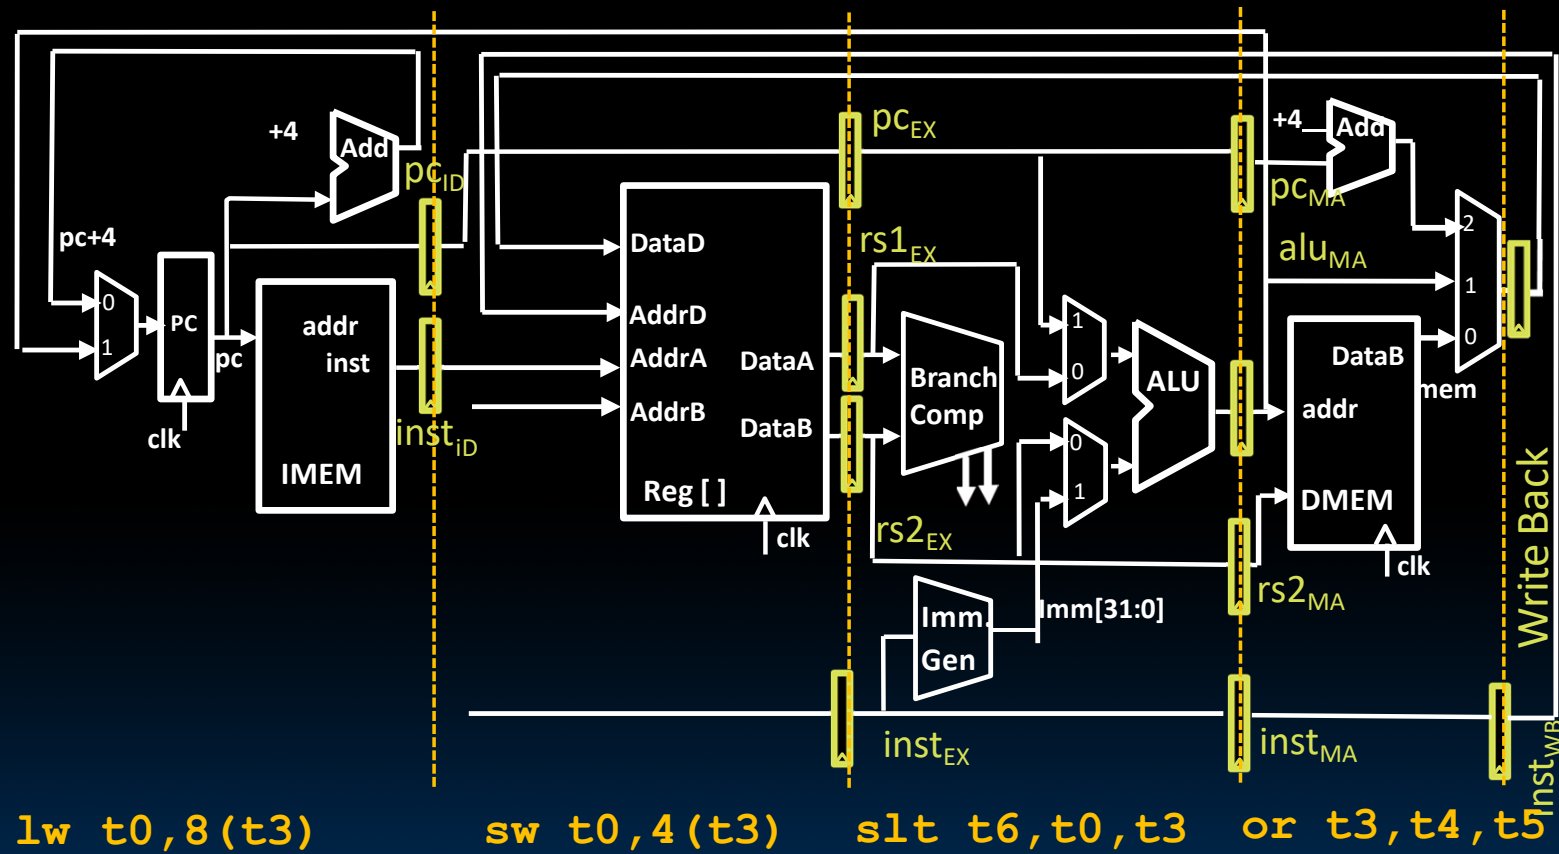 +4
Add
pc+4
0
1
PC
pc
clk
addr
inst
IMEM
pcID
instiD
DataD
AddrD
AddrA
AddrB
DataA
DataB
Reg [ ]
clk
pcEX
rs1EX
Branch
Comp
rs2EX
Imm.
Gen
Imm[31:0]
instEX
1
0
0
1
ALU
+4
Add
pcMA
aluMA
2
1
0
mem
DataB
addr
DMEM
clk
rs2MA
instMA
Write Back
instWB
lw t0,8(t3)
sw t0,4(t3)
slt t6,t0,t3
or t3,t4,t5